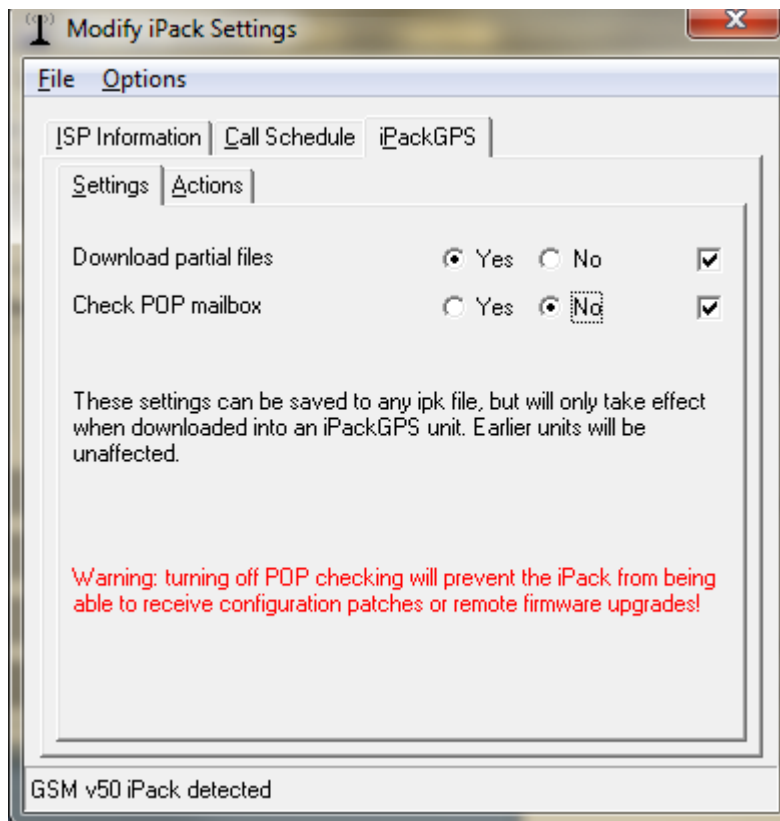 Modify iPack Settings
File Options
ISP Information Call Schedule iPackGPS
Settings Actions
Download partial files Yes No
Check POP mailbox Yes No
These settings can be saved to any ipk file, but will only take effect
when downloaded into an iPackGPS unit. Earlier units will be
unaffected.
Warning: turning off POP checking will prevent the iPack from being
able to receive configuration patches or remote firmware upgrades!
GSM v50 iPack detected